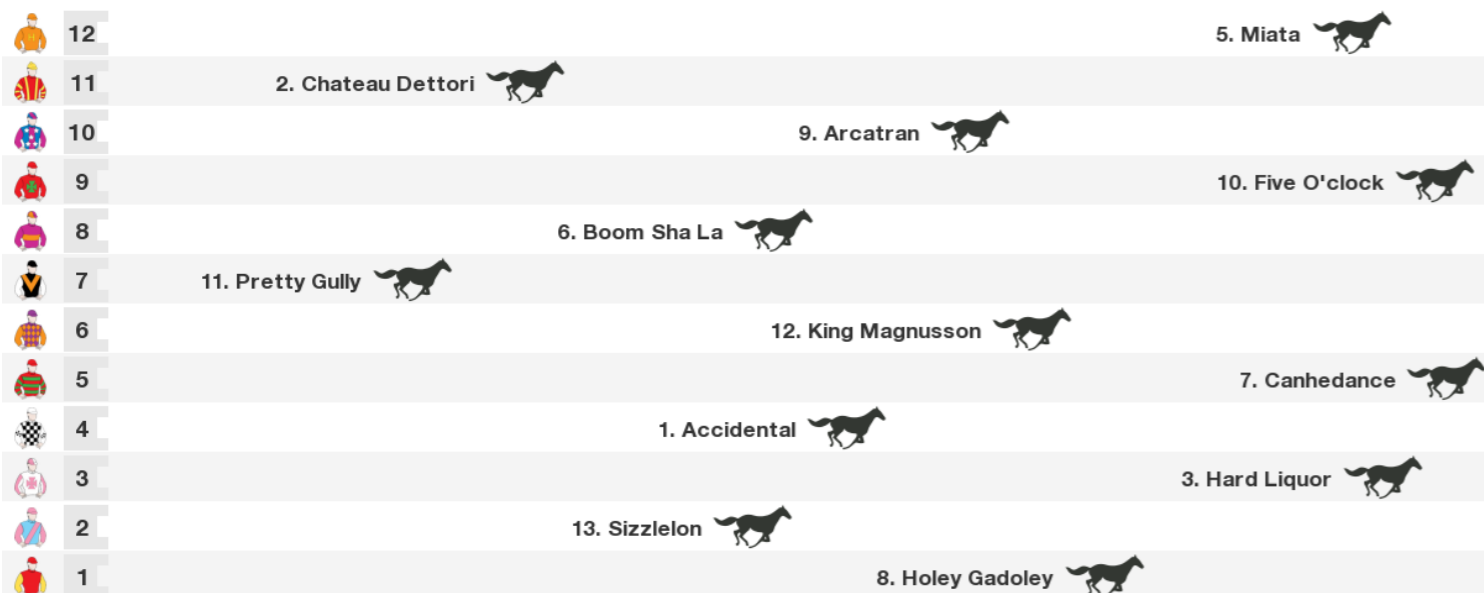 12 5. Miata
11 2. Chateau Dettori
10 9. Arcatran
9 10. Five O'clock
8 6. Boom Sha La
7 11. Pretty Gully
6 12. King Magnusson
5 7. Canhedance
4 1. Accidental
3 3. Hard Liquor
2 13. Sizzlelon
1 8. Holey Gadoley